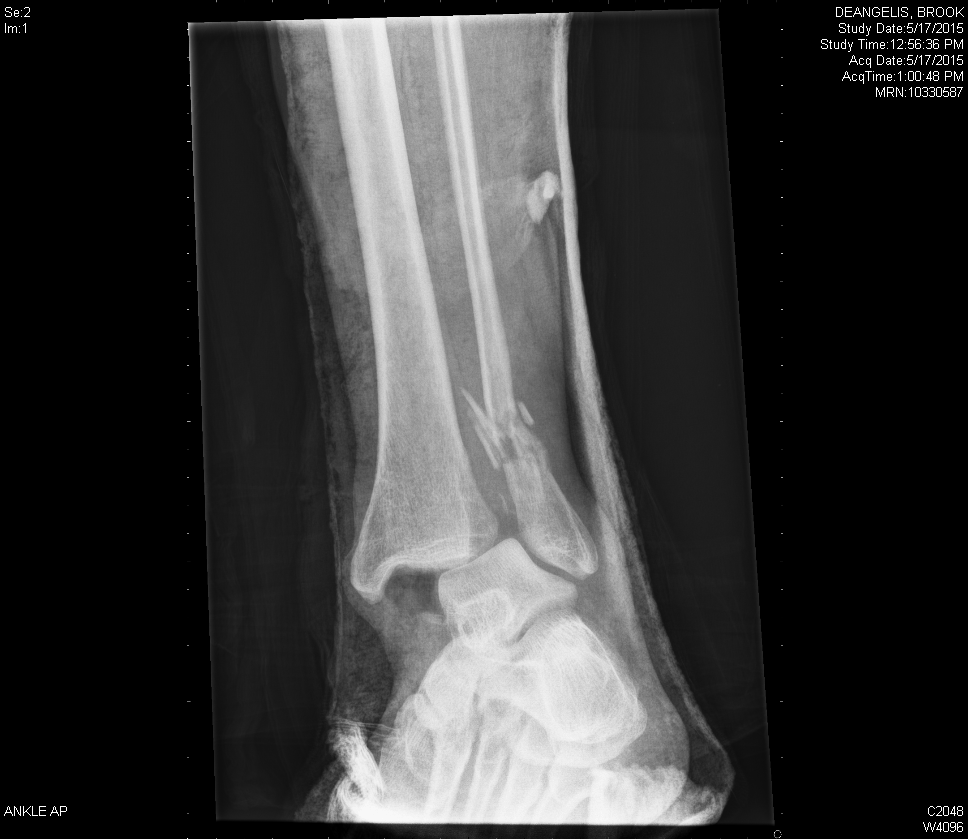 Se:2
Im:1
DEANGELIS, BROOK
Study Date:5/17/2015
Study Time:12:56:36 PM
Acq Date:5/17/2015
AcqTime:1:00:48 PM
MRN:10330587
ANKLE AP
C2048
W4096